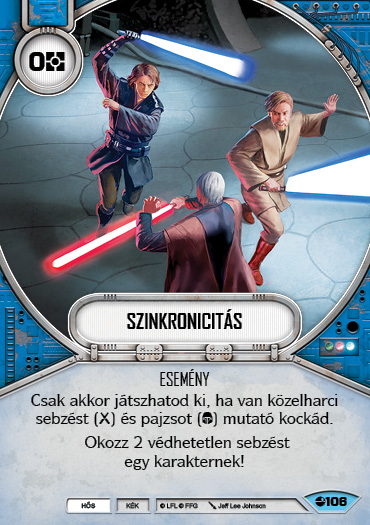 0
SZINKRONICITÁS
ESEMÉNY
Csak akkor játszhatod ki, ha van közelharci
sebzést () és pajzsot () mutató kockád.
Okozz 2 védhetetlen sebzést
egy karakternek!
HŐS
KÉK
© LFL © FFG
Jeff Lee Johnson
108